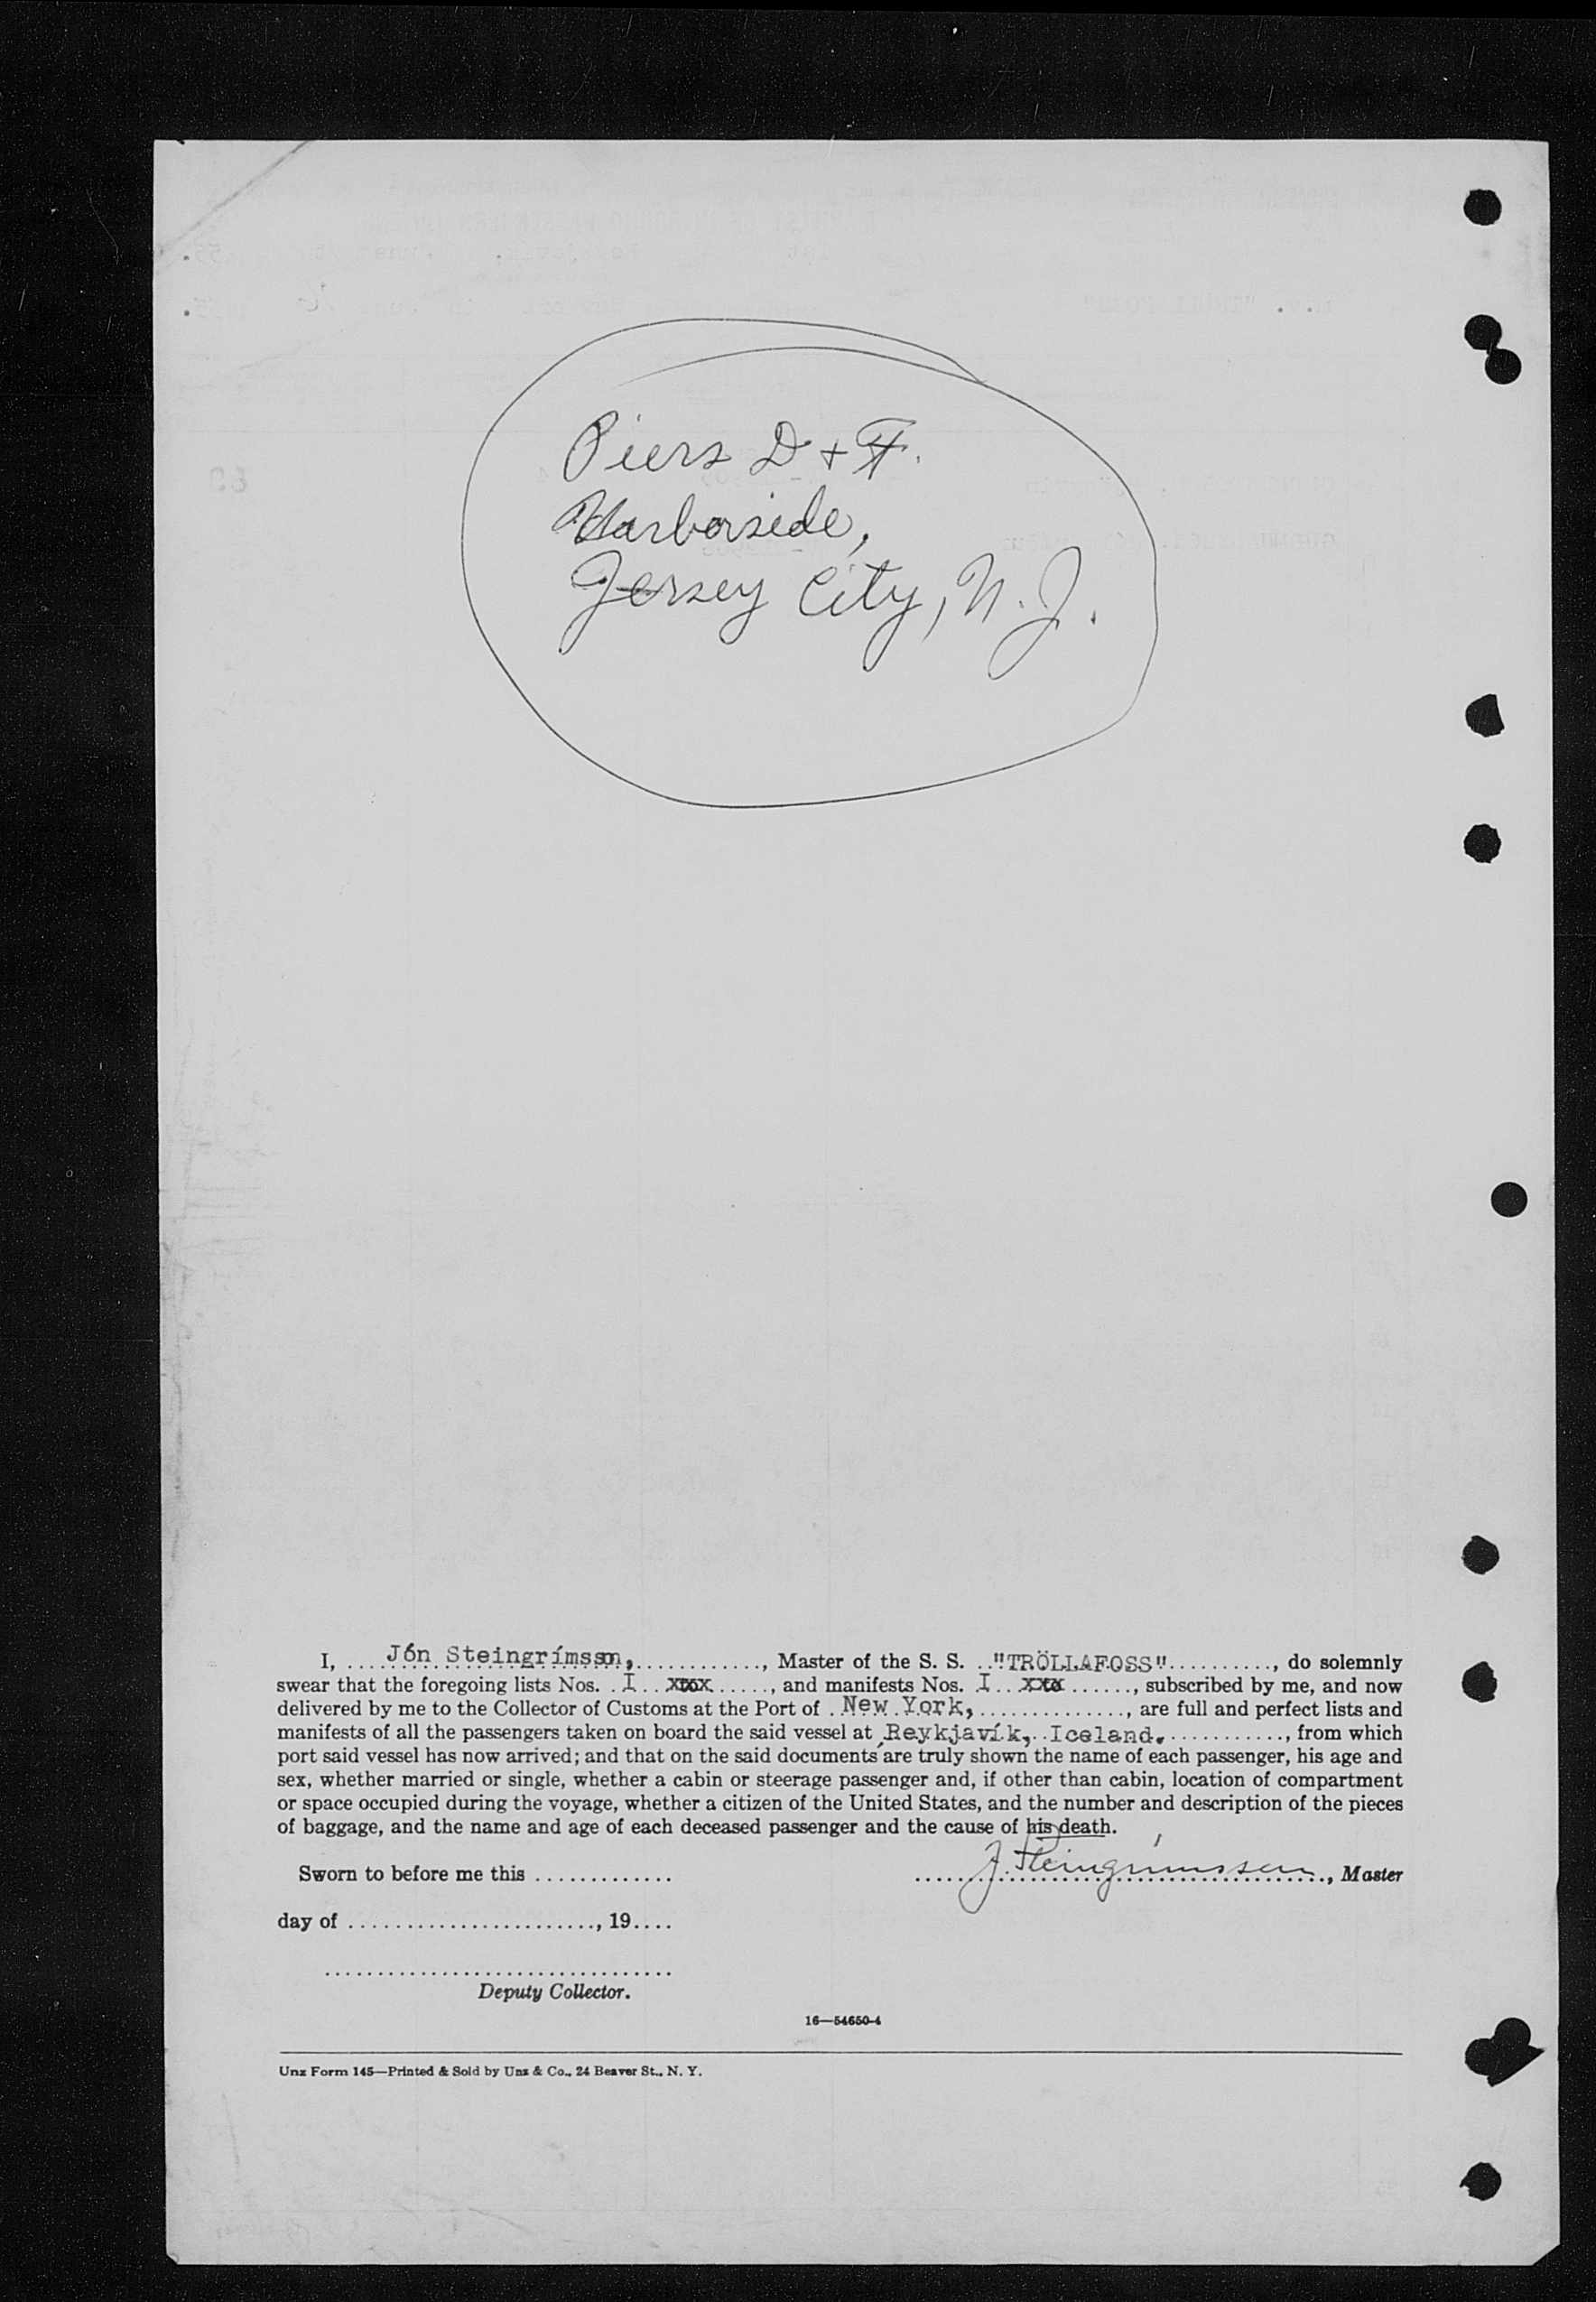 Piers D + F.
Harborside,
Jersey City, N.J.
I, ....Jón Steingrímsson,............., Master of the S. S. .."TRÖLLAFOSS"..........., do solemnly
swear that the foregoing lists Nos. ..I...xxxx......, and manifests Nos. .I...xxxx......, subscribed by me, and now
delivered by me to the Collector of Customs at the Port of ..New York,..............., are full and perfect lists and
manifests of all the passengers taken on board the said vessel at Reykjavík, Iceland............., from which
port said vessel has now arrived; and that on the said documents are truly shown the name of each passenger, his age and
sex, whether married or single, whether a cabin or steerage passenger and, if other than cabin, location of compartment
or space occupied during the voyage, whether a citizen of the United States, and the number and description of the pieces
of baggage, and the name and age of each deceased passenger and the cause of his death.
Sworn to before me this ............. J. Steingrímsson, Master
day of ........................, 19....
Deputy Collector.
16—54650-4
Unz Form 145—Printed & Sold by Unz & Co., 24 Beaver St., N. Y.